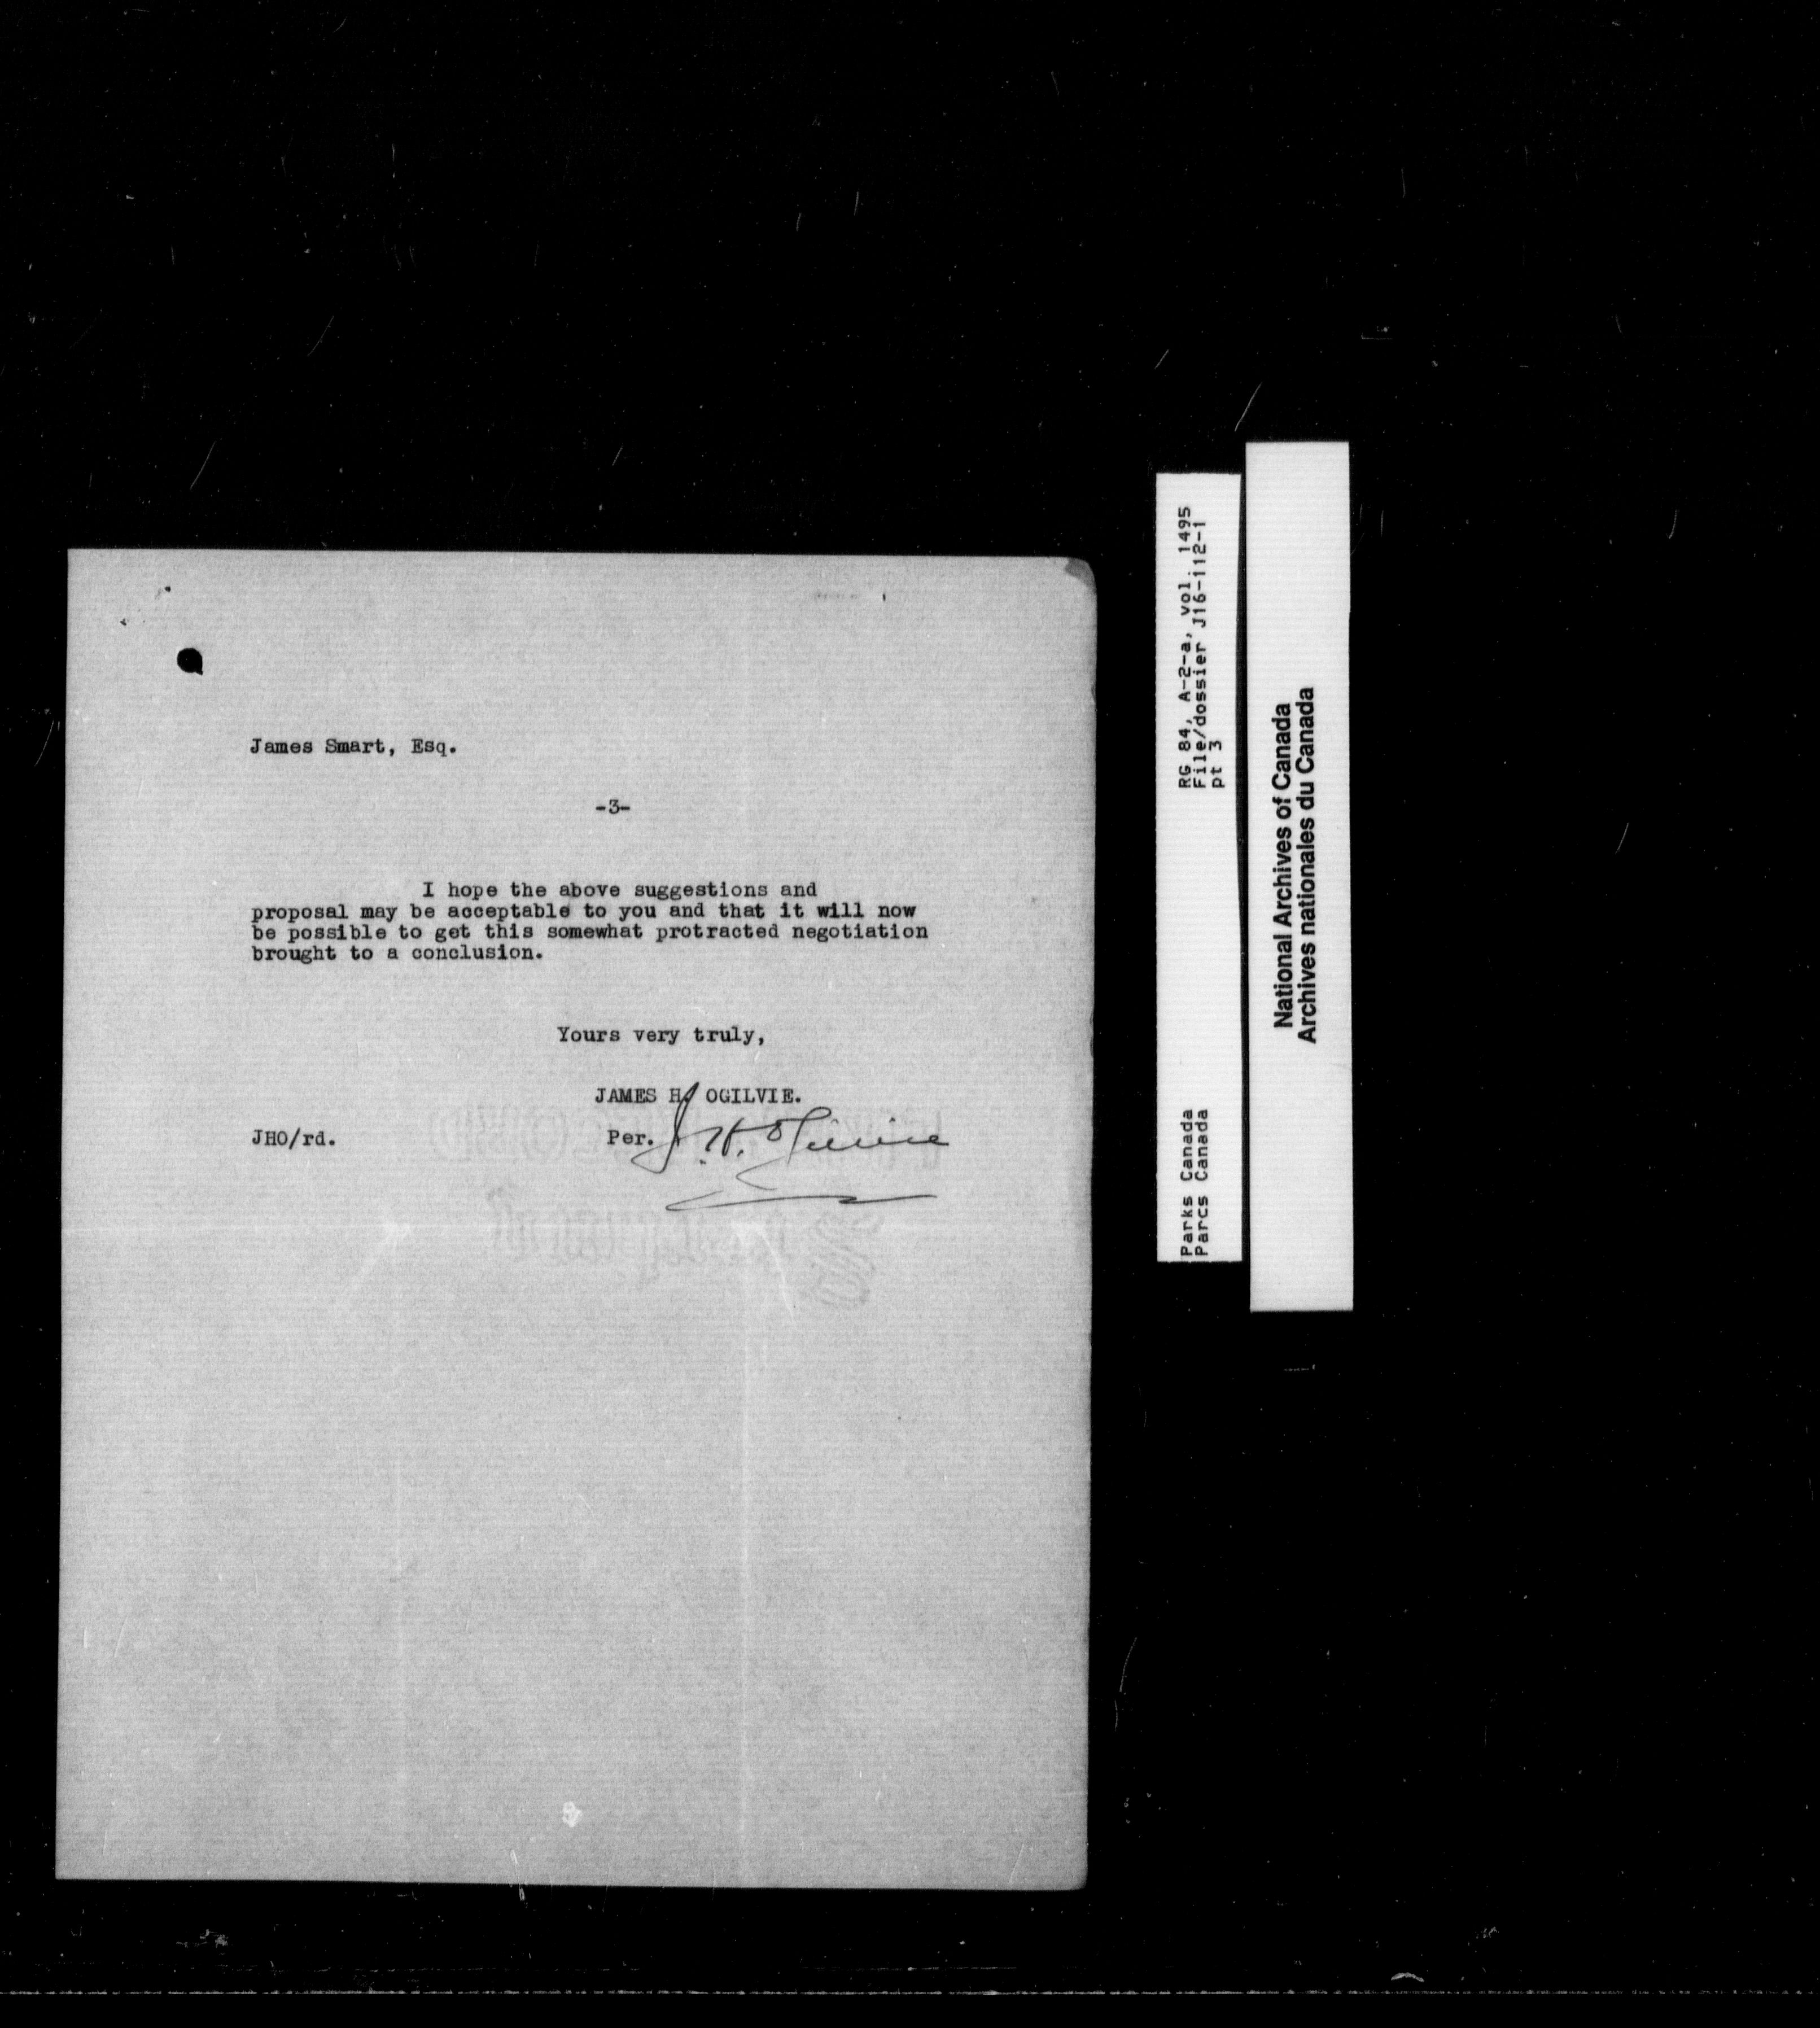 James Smart, Esq.
-3-
I hope the above suggestions and
proposal may be acceptable to you and that it will now
be possible to get this somewhat protracted negotiation
brought to a conclusion.
Yours very truly,
JAMES H. OGILVIE.
JHO/rd.
Per. J. H. Ogilvie
RG 84, A-2-a, vol. 1495
File/dossier J16-112-1
pt 3
Parks Canada
Parcs Canada
National Archives of Canada
Archives nationales du Canada